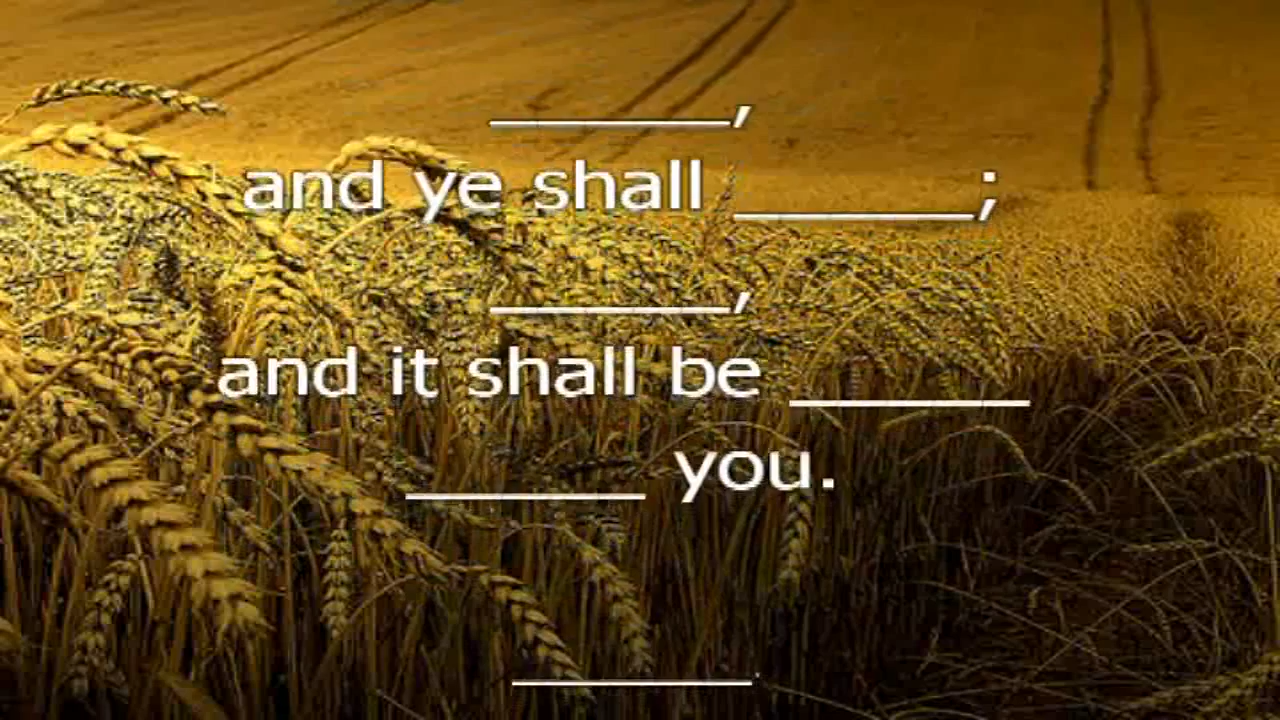 _______,
and ye shall _______;
_______,
and it shall be _______
_______ you.
_______.